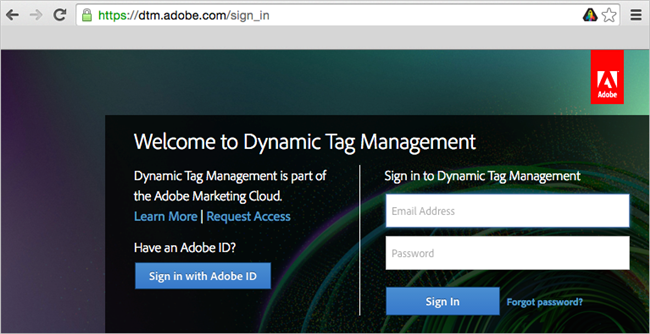 https://dtm.adobe.com/sign_in
Adobe
Welcome to Dynamic Tag Management
Dynamic Tag Management is part of
the Adobe Marketing Cloud.
Learn More | Request Access
Have an Adobe ID?
Sign in with Adobe ID
Sign in to Dynamic Tag Management
Email Address
Password
Sign In
Forgot password?